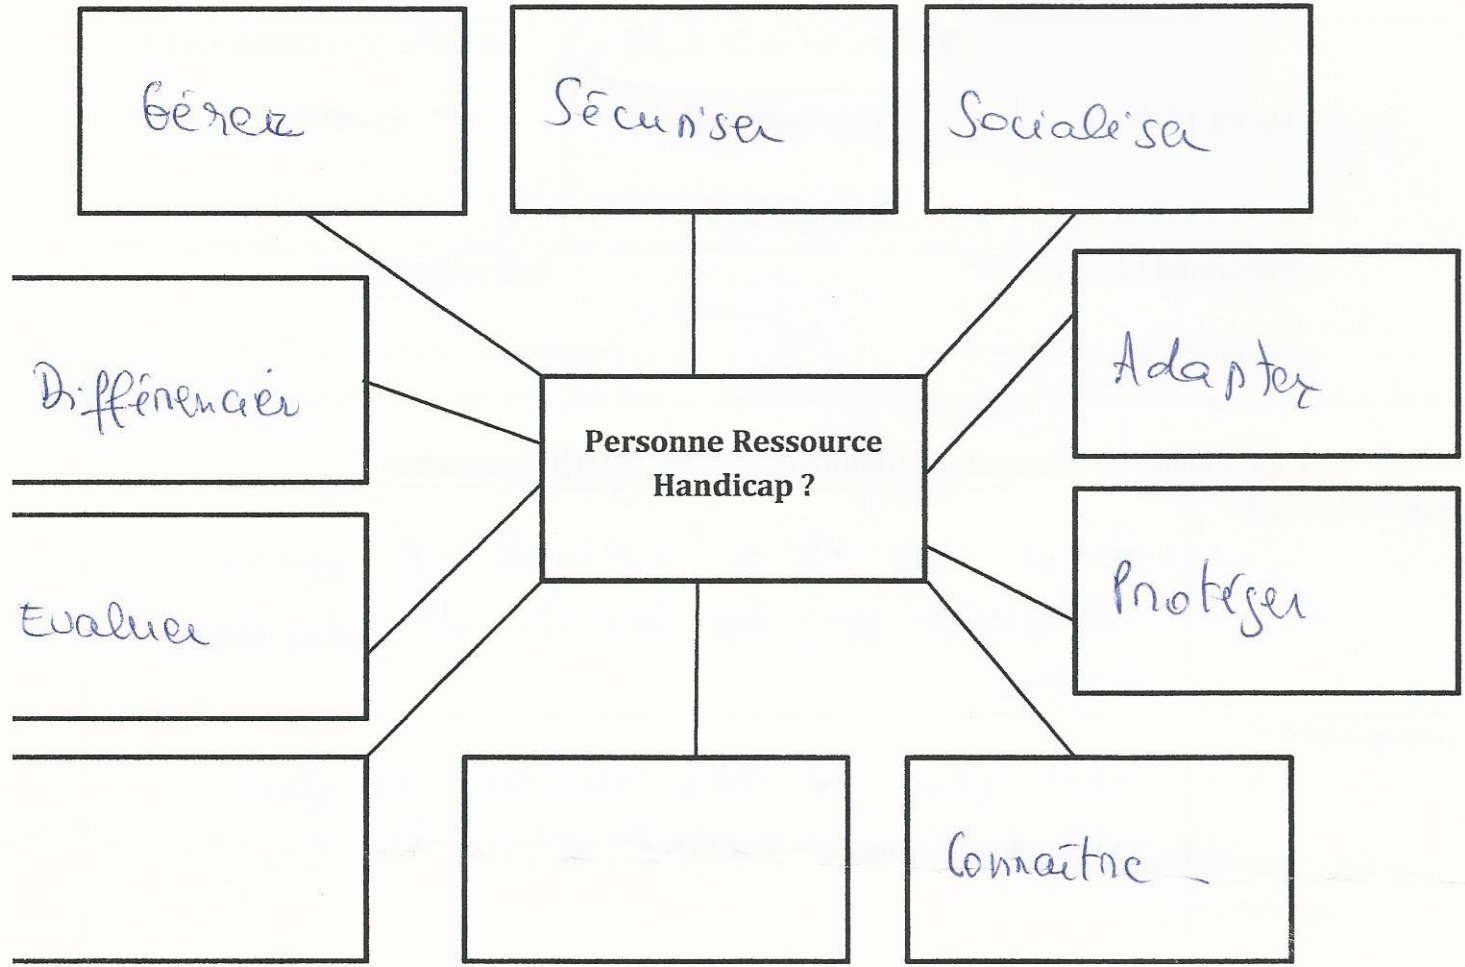 Gérer
Sécuriser
Socialiser
Différencier
Adapter
Personne Ressource
Handicap ?
Evaluer
Protéger
Connaître